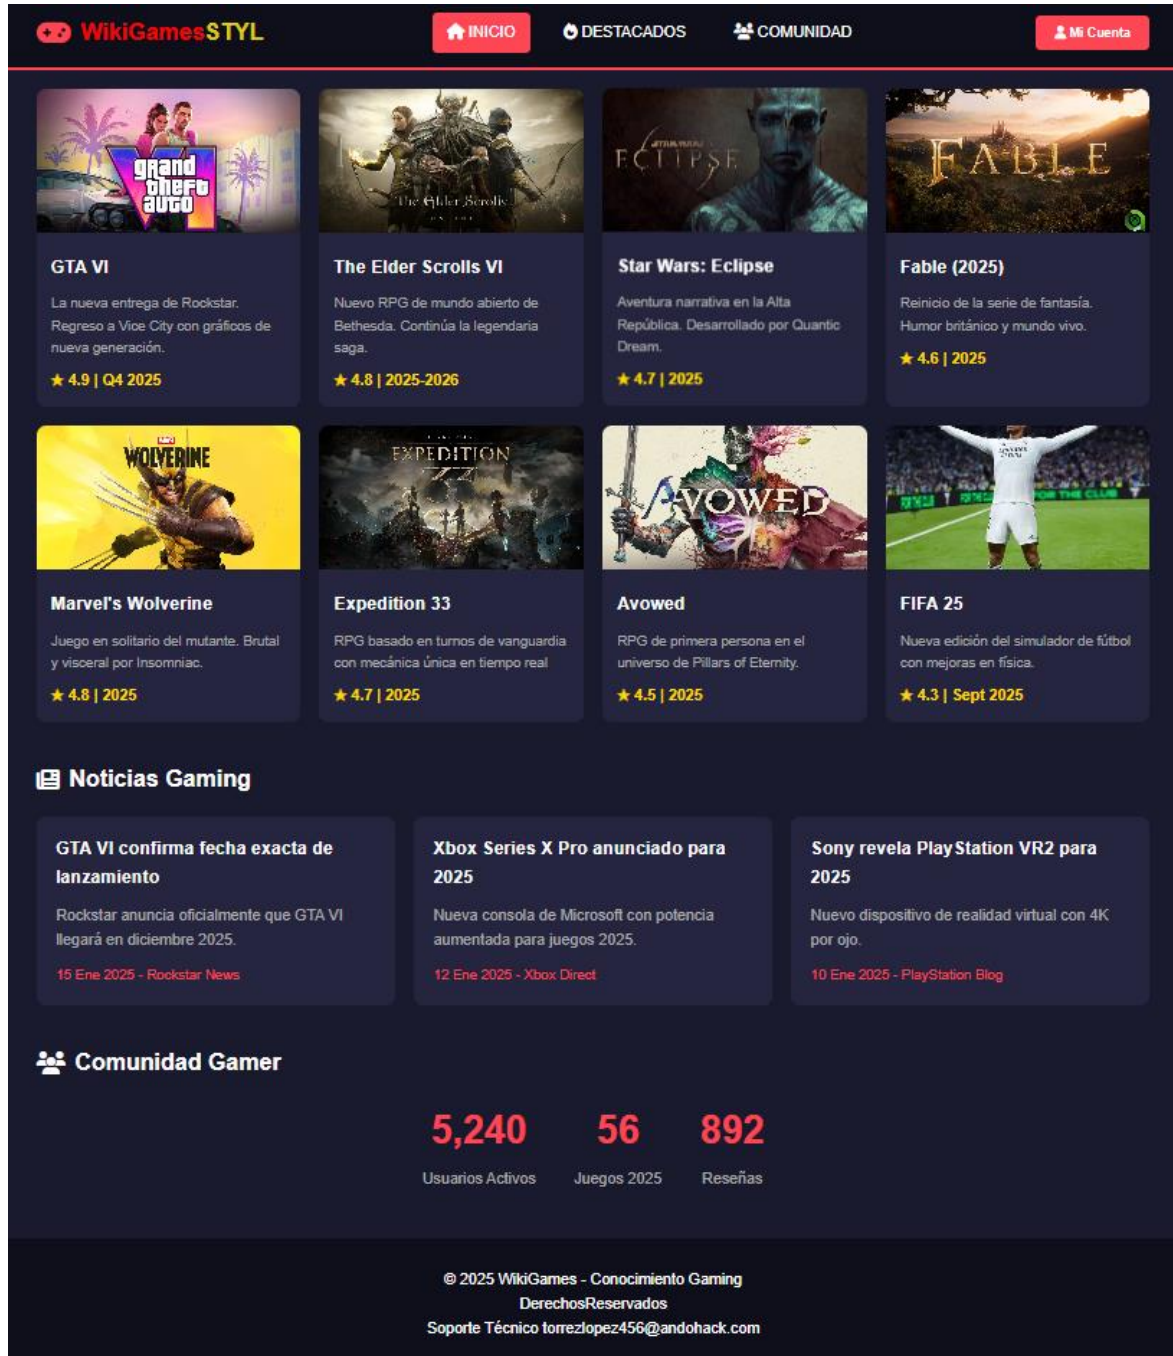 WikiGamesSTYL
INICIO
DESTACADOS
COMUNIDAD
Mi Cuenta
grand
theft
auto
VI
The Elder Scrolls
ONLINE
STAR WARS
ECLIPSE
FABLE
GTA VI
La nueva entrega de Rockstar.
Regreso a Vice City con gráficos de
nueva generación.
★ 4.9 | Q4 2025
The Elder Scrolls VI
Nuevo RPG de mundo abierto de
Bethesda. Continúa la legendaria
saga.
★ 4.8 | 2025-2026
Star Wars: Eclipse
Aventura narrativa en la Alta
República. Desarrollado por Quantic
Dream.
★ 4.7 | 2025
Fable (2025)
Reinicio de la serie de fantasía.
Humor británico y mundo vivo.
★ 4.6 | 2025
WOLVERINE
EXPEDITION
33
AVOWED
FOR THE CLUB
Marvel's Wolverine
Juego en solitario del mutante. Brutal
y visceral por Insomniac.
★ 4.8 | 2025
Expedition 33
RPG basado en turnos de vanguardia
con mecánica única en tiempo real
★ 4.7 | 2025
Avowed
RPG de primera persona en el
universo de Pillars of Eternity.
★ 4.5 | 2025
FIFA 25
Nueva edición del simulador de fútbol
con mejoras en física.
★ 4.3 | Sept 2025
Noticias Gaming
GTA VI confirma fecha exacta de
lanzamiento
Rockstar anuncia oficialmente que GTA VI
llegará en diciembre 2025.
15 Ene 2025 - Rockstar News
Xbox Series X Pro anunciado para
2025
Nueva consola de Microsoft con potencia
aumentada para juegos 2025.
12 Ene 2025 - Xbox Direct
Sony revela PlayStation VR2 para
2025
Nuevo dispositivo de realidad virtual con 4K
por ojo.
10 Ene 2025 - PlayStation Blog
Comunidad Gamer
5,240
Usuarios Activos
56
Juegos 2025
892
Reseñas
© 2025 WikiGames - Conocimiento Gaming
DerechosReservados
Soporte Técnico torrezlopez456@andohack.com